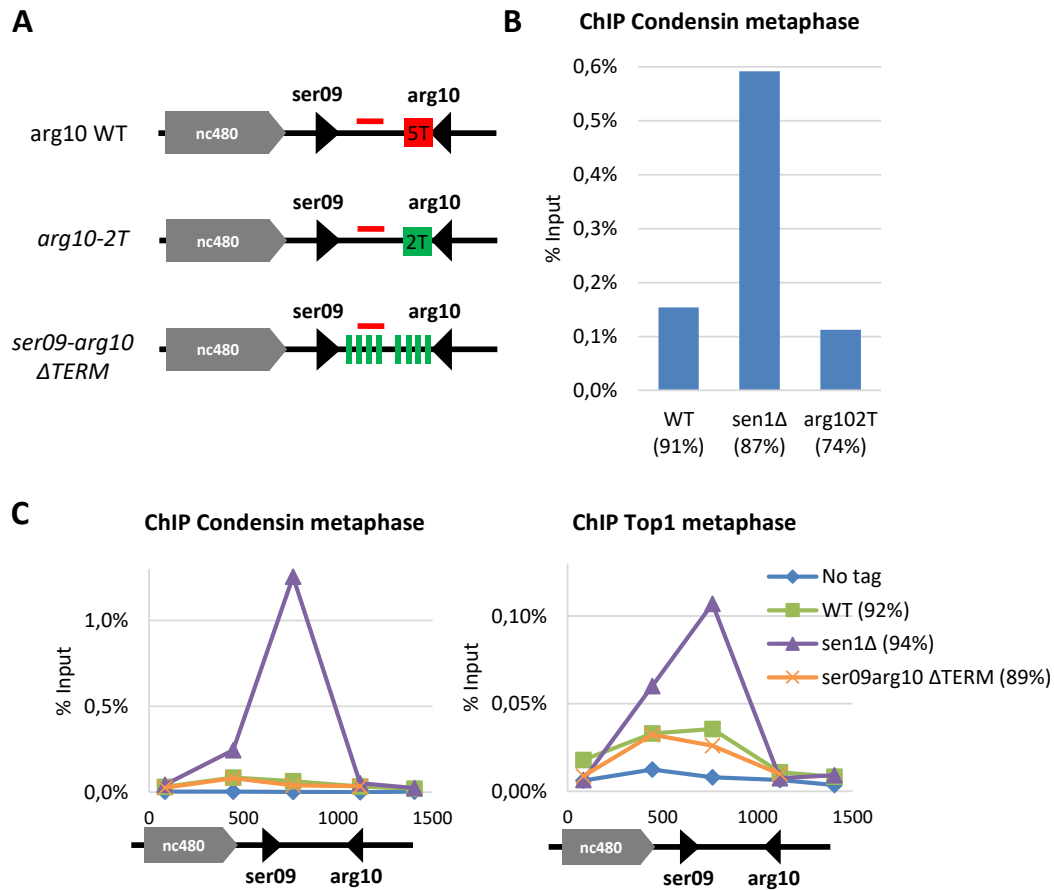 A
ser09 arg10
arg10 WT
nc480
5T
ser09 arg10
arg10-2T
nc480
2T
ser09 arg10
ser09-arg10
ΔTERM
nc480
B
ChIP Condensin metaphase
0,6%
0,5%
0,4%
0,3%
0,2%
0,1%
0,0%
% Input
WT
(91%)
sen1Δ
(87%)
arg102T
(74%)
C
ChIP Condensin metaphase
1,0%
0,5%
0,0%
% Input
0 500 1000 1500
nc480
ser09 arg10
ChIP Top1 metaphase
0,10%
0,05%
0,00%
% Input
0 500 1000 1500
nc480
ser09 arg10
No tag
WT (92%)
sen1Δ (94%)
ser09arg10 ΔTERM (89%)